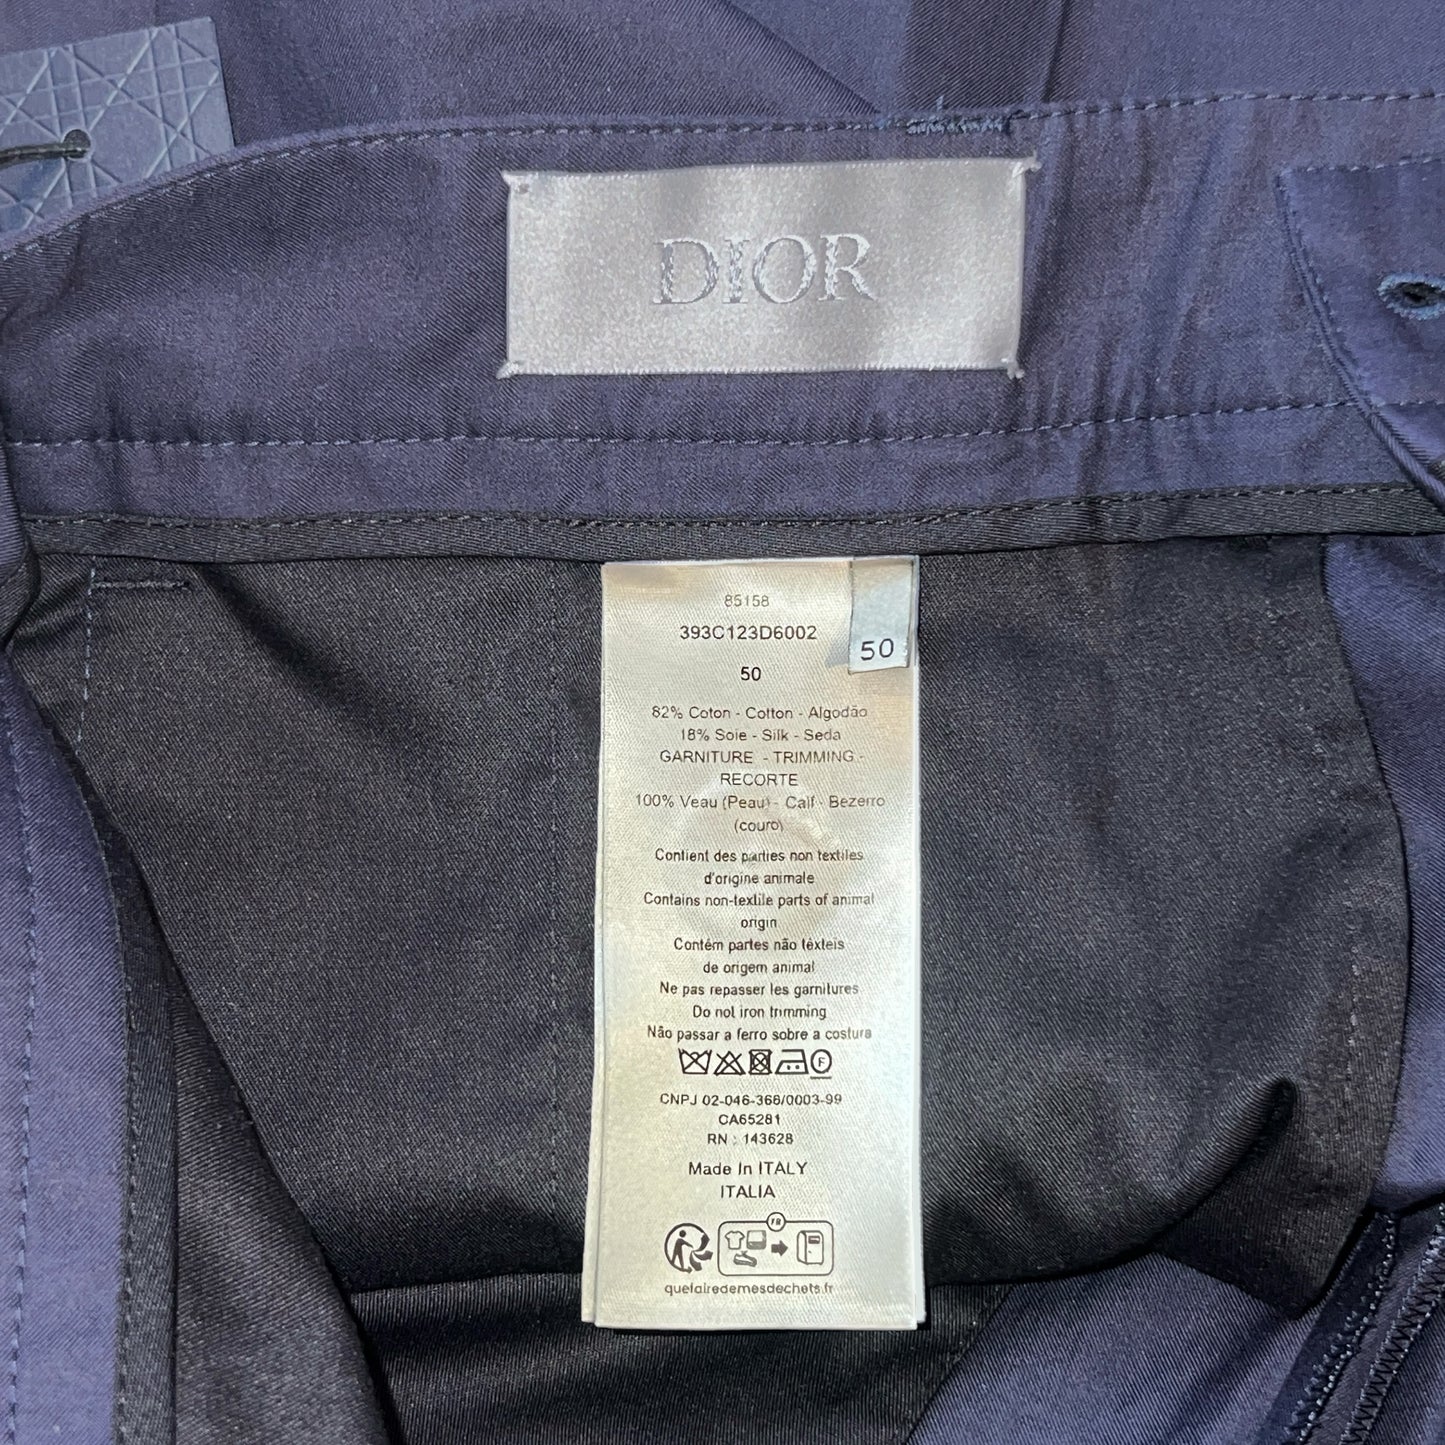 DIOR
85158
393C123D6002
50
50
82% Coton - Cotton - Algodão
18% Soie - Silk - Seda
GARNITURE - TRIMMING -
RECORTE
100% Veau (Peau) - Calf - Bezerro
(couro)
Contient des parties non textiles
d'origine animale
Contains non-textile parts of animal
origin
Contém partes não têxteis
de origem animal
Ne pas repasser les garnitures
Do not iron trimming
Não passar a ferro sobre a costura
F
CNPJ 02-046-366/0003-99
CA65281
RN : 143628
Made In ITALY
ITALIA
FR
quefairedemesdechets.fr